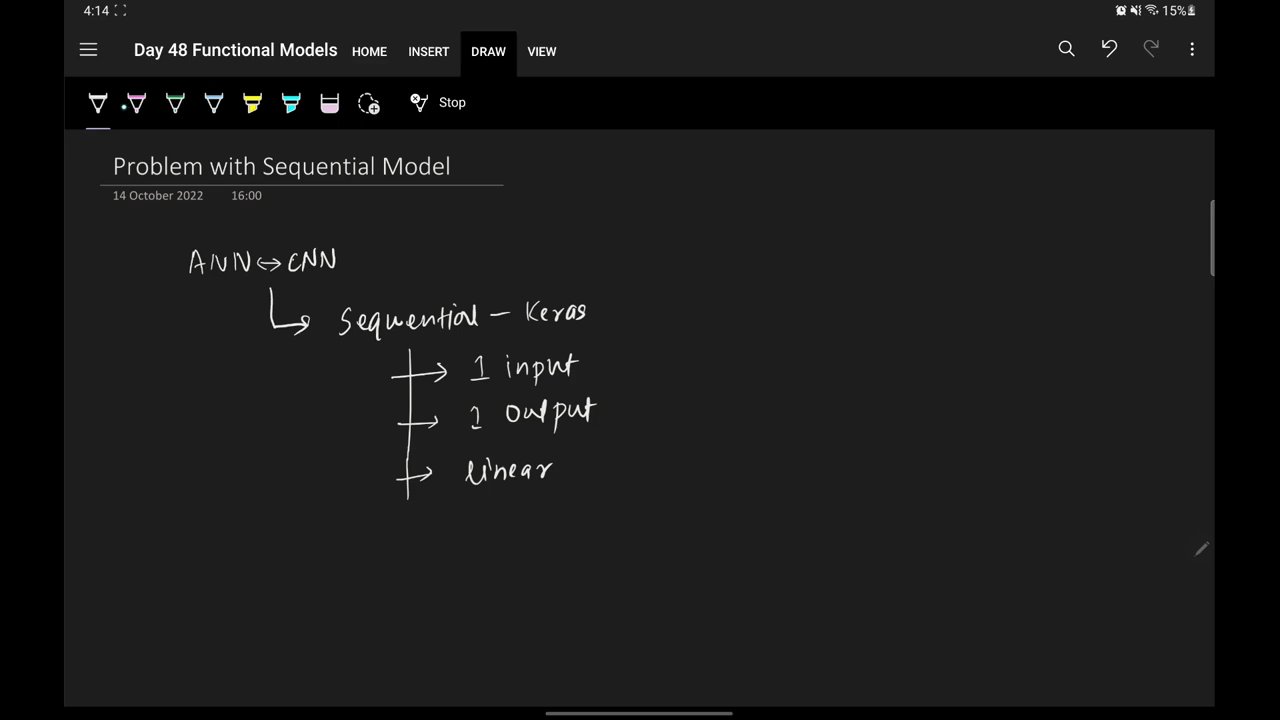 4:14 15%
Day 48 Functional Models HOME INSERT DRAW VIEW
Stop
Problem with Sequential Model
14 October 2022 16:00
ANN ↔ CNN
Sequential - Keras
1 input
1 output
linear